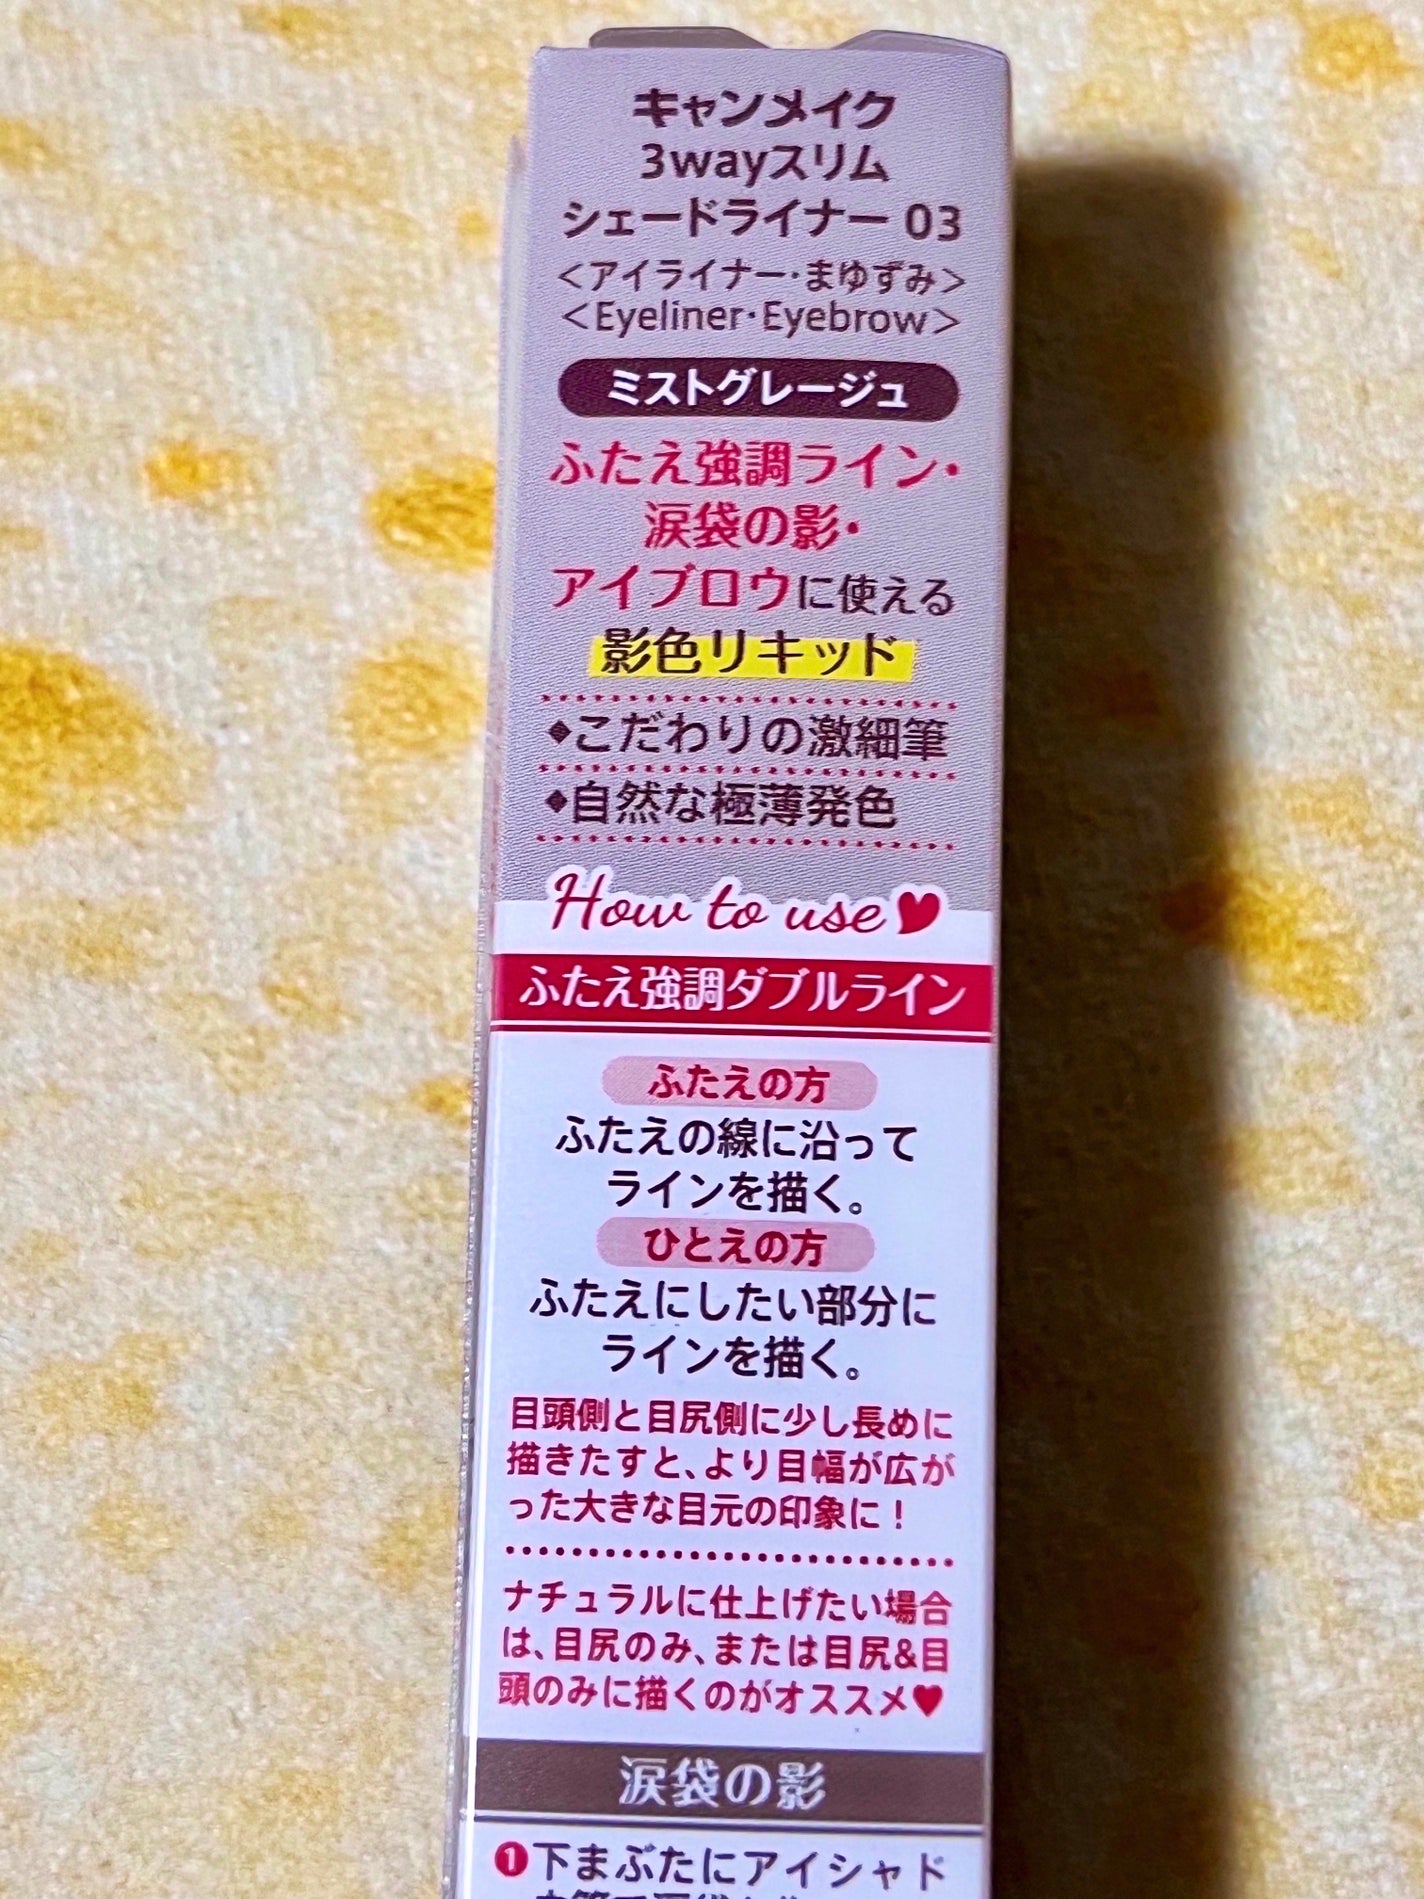 キャンメイク
3wayスリム
シェードライナー 03
<アイライナー・まゆずみ>
<Eyeliner・Eyebrow>
ミストグレージュ
ふたえ強調ライン・
涙袋の影・
アイブロウに使える
影色リキッド
◆こだわりの激細筆
◆自然な極薄発色
How to use♥
ふたえ強調ダブルライン
ふたえの方
ふたえの線に沿って
ラインを描く。
ひとえの方
ふたえにしたい部分に
ラインを描く。
目頭側と目尻側に少し長めに
描きたすと、より目幅が広が
った大きな目元の印象に！
ナチュラルに仕上げたい場合
は、目尻のみ、または目尻&目
頭のみに描くのがオススメ♥
涙袋の影
❶下まぶたにアイシャド